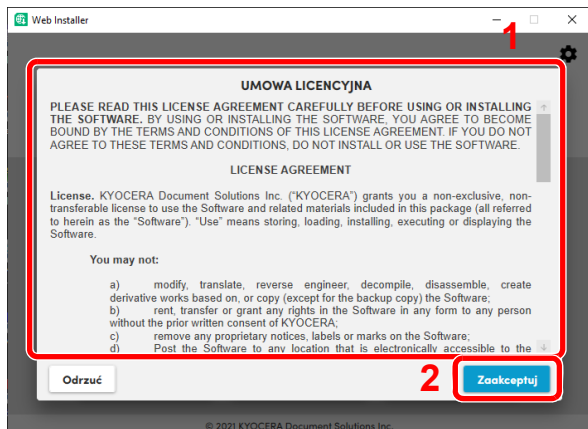 Web Installer
1
UMOWA LICENCYJNA
PLEASE READ THIS LICENSE AGREEMENT CAREFULLY BEFORE USING OR INSTALLING
THE SOFTWARE. BY USING OR INSTALLING THE SOFTWARE, YOU AGREE TO BECOME
BOUND BY THE TERMS AND CONDITIONS OF THIS LICENSE AGREEMENT. IF YOU DO NOT
AGREE TO THESE TERMS AND CONDITIONS, DO NOT INSTALL OR USE THE SOFTWARE.
LICENSE AGREEMENT
License. KYOCERA Document Solutions Inc. (“KYOCERA”) grants you a non-exclusive, non-
transferable license to use the Software and related materials included in this package (all referred
to herein as the “Software”). “Use” means storing, loading, installing, executing or displaying the
Software.
You may not:
a) modify, translate, reverse engineer, decompile, disassemble, create
derivative works based on, or copy (except for the backup copy) the Software;
b) rent, transfer or grant any rights in the Software in any form to any person
without the prior written consent of KYOCERA;
c) remove any proprietary notices, labels or marks on the Software;
d) Post the Software to any location that is electronically accessible to the
Odrzuć
2
Zaakceptuj
© 2021 KYOCERA Document Solutions Inc.